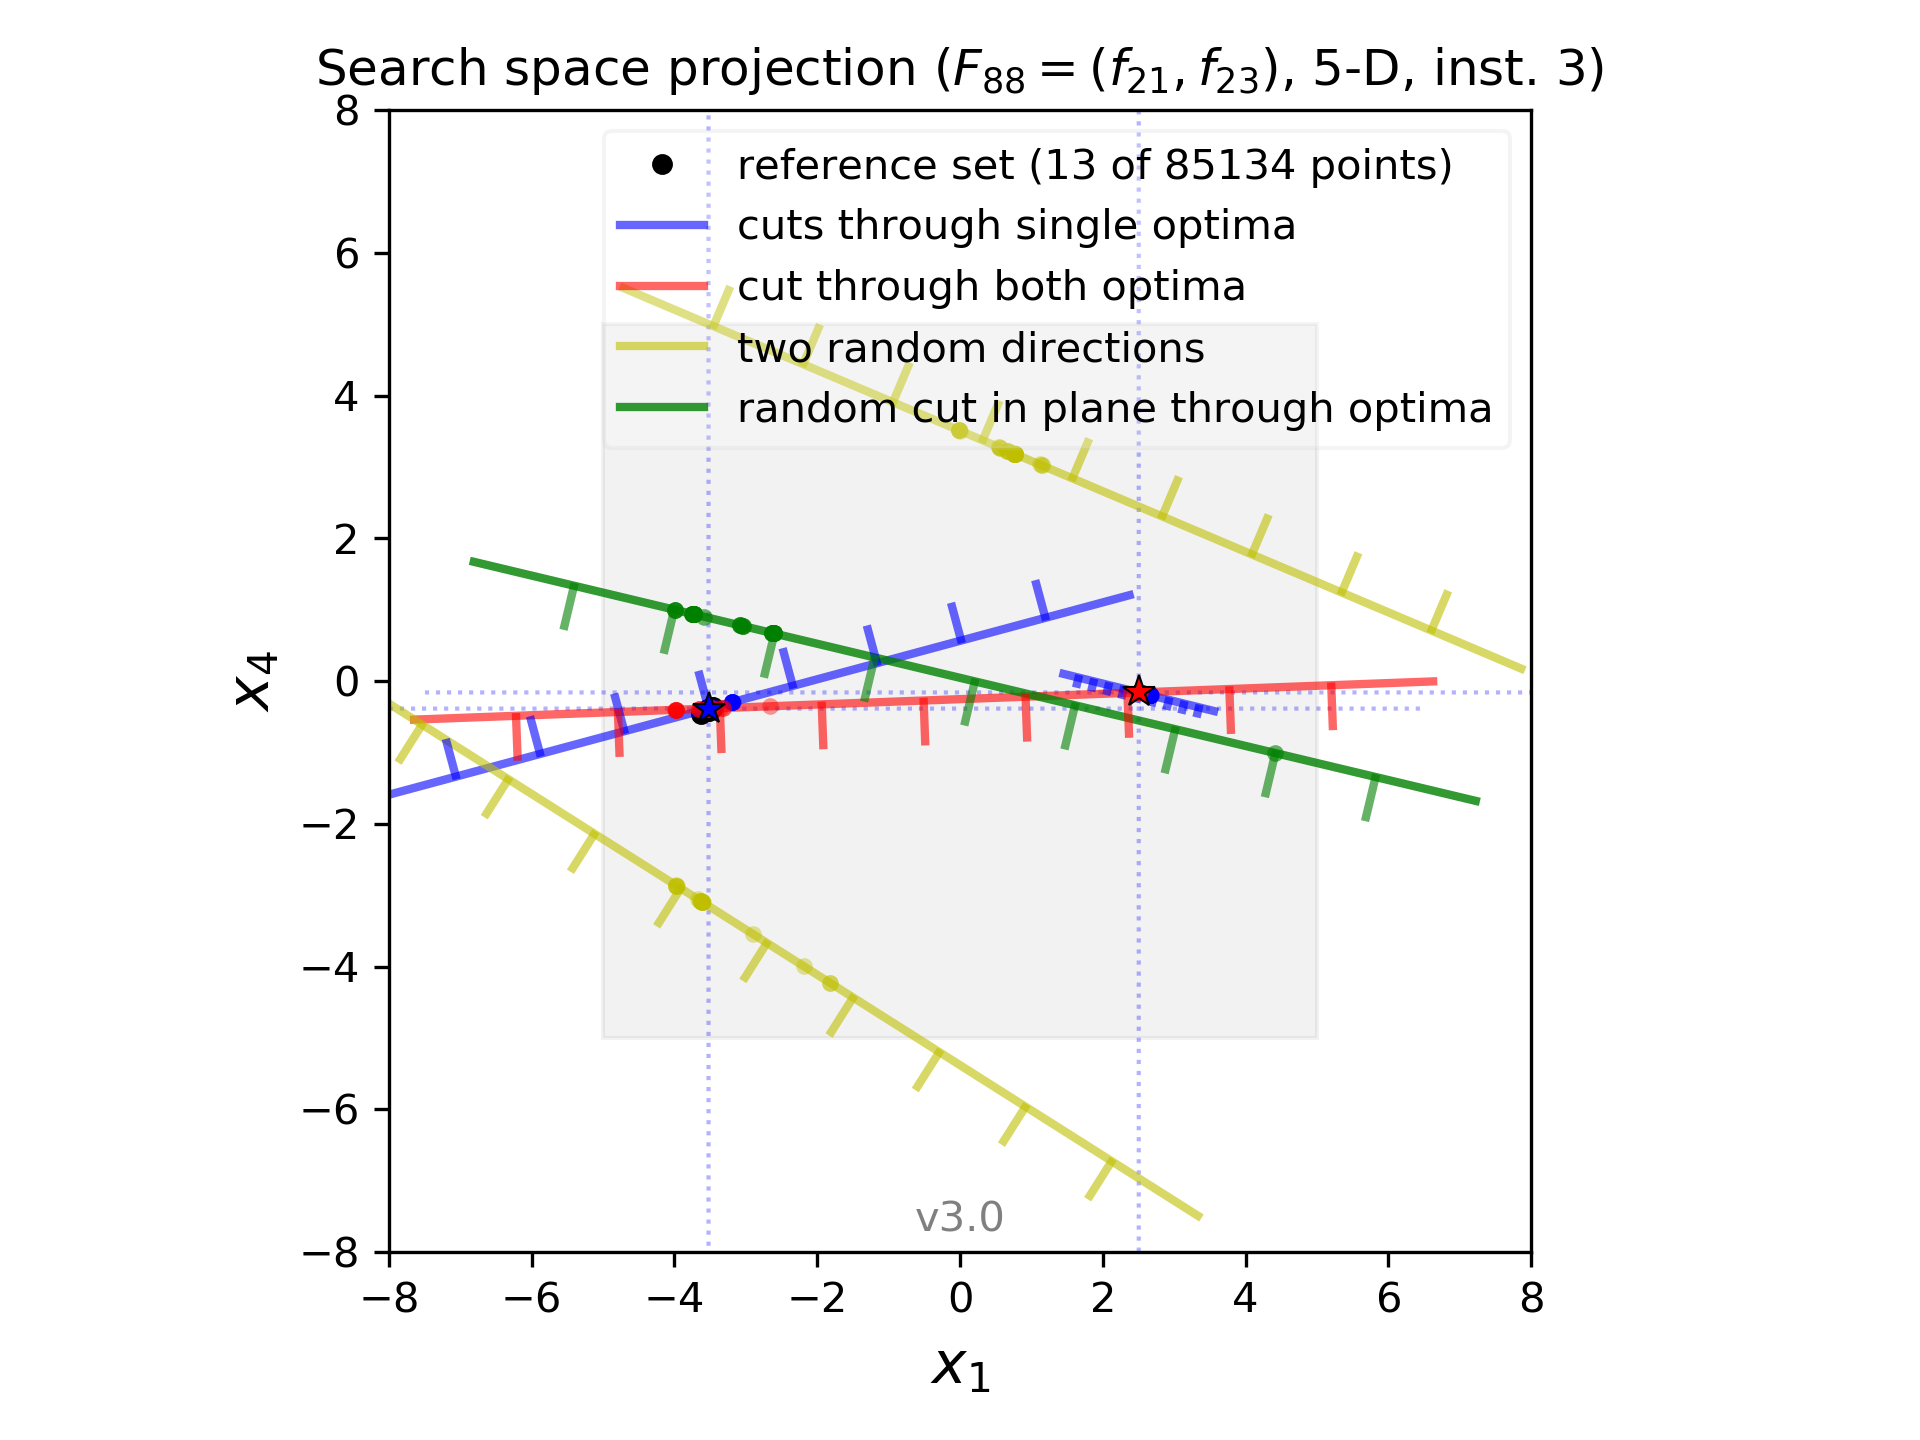 Search space projection (F88 = (f21, f23), 5-D, inst. 3)
reference set (13 of 85134 points)
cuts through single optima
cut through both optima
two random directions
random cut in plane through optima
8
6
4
2
0
−2
−4
−6
−8
x4
v3.0
−8 −6 −4 −2 0 2 4 6 8
x1